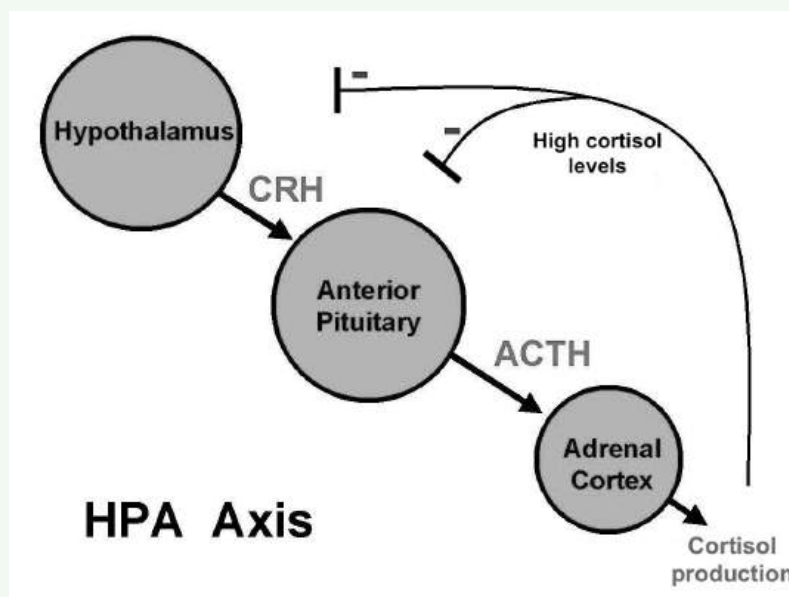 -
Hypothalamus
-
High cortisol
levels
CRH
Anterior
Pituitary
ACTH
Adrenal
Cortex
HPA Axis
Cortisol
production